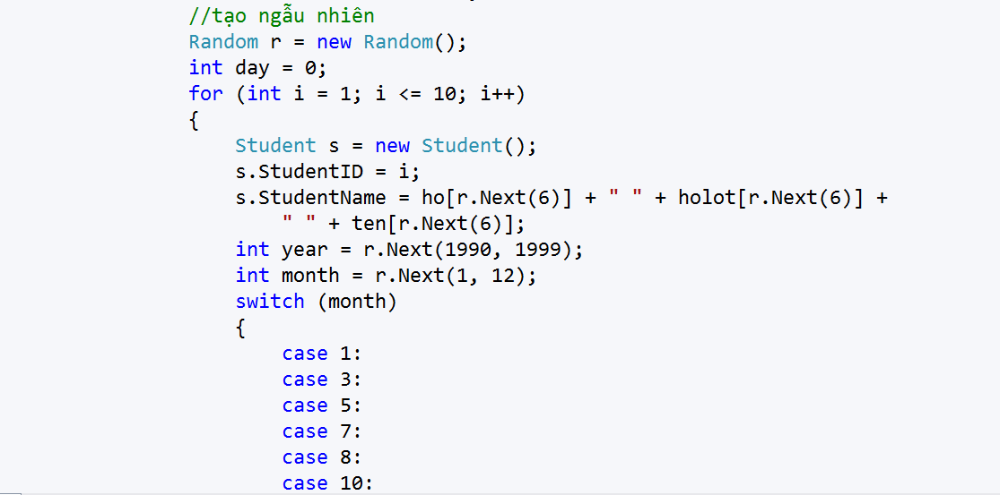 //tạo ngẫu nhiên
Random r = new Random();
int day = 0;
for (int i = 1; i <= 10; i++)
{
    Student s = new Student();
    s.StudentID = i;
    s.StudentName = ho[r.Next(6)] + " " + holot[r.Next(6)] +
        " " + ten[r.Next(6)];
    int year = r.Next(1990, 1999);
    int month = r.Next(1, 12);
    switch (month)
    {
        case 1:
        case 3:
        case 5:
        case 7:
        case 8:
        case 10: